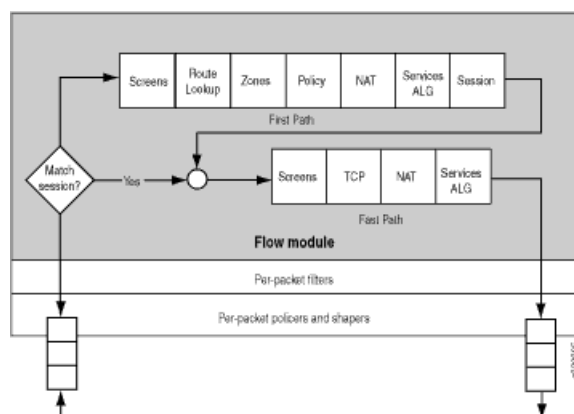 Screens
Route
Lookup
Zones
Policy
NAT
Services
ALG
Session
First Path
Match
session?
Yes
Screens
TCP
NAT
Services
ALG
Fast Path
Flow module
Per-packet filters
Per-packet policers and shapers